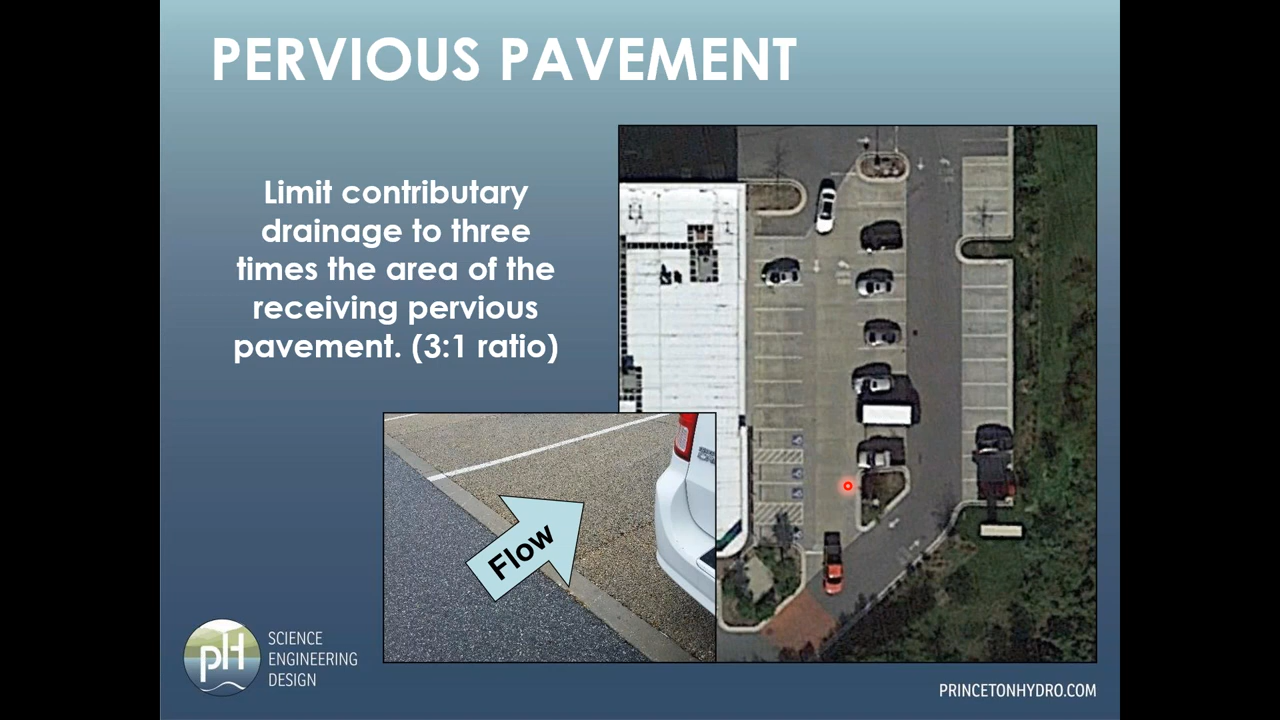 PERVIOUS PAVEMENT
Limit contributary
drainage to three
times the area of the
receiving pervious
pavement. (3:1 ratio)
Flow
pH
SCIENCE
ENGINEERING
DESIGN
PRINCETONHYDRO.COM